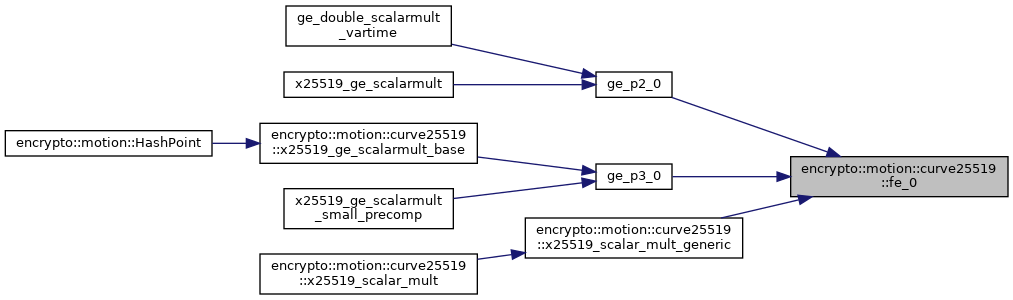 ge_double_scalarmult
_vartime
x25519_ge_scalarmult
ge_p2_0
encrypto::motion::HashPoint
encrypto::motion::curve25519
::x25519_ge_scalarmult_base
ge_p3_0
encrypto::motion::curve25519
::fe_0
x25519_ge_scalarmult
_small_precomp
encrypto::motion::curve25519
::x25519_scalar_mult_generic
encrypto::motion::curve25519
::x25519_scalar_mult